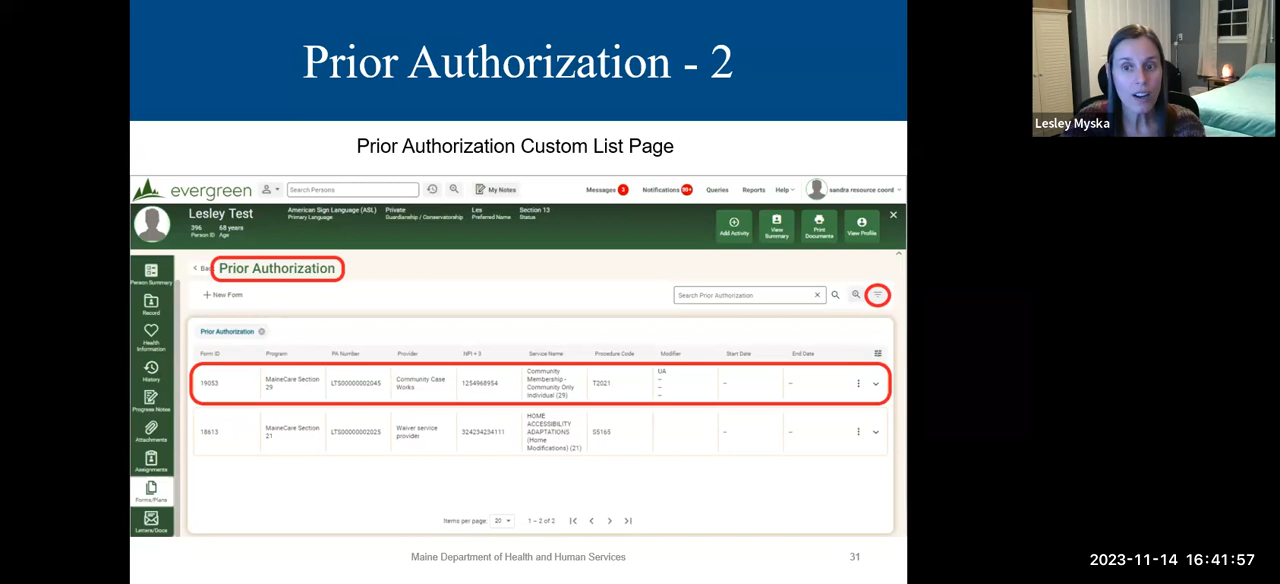 Prior Authorization - 2
Prior Authorization Custom List Page
evergreen
Search Persons
My Notes
Messages 3
Notifications 99+
Queries
Reports
Help
sandra resource coord
Lesley Test
396 68 years
Person ID Age
American Sign Language (ASL)
Primary Language
Private
Guardianship / Conservatorship
Les
Preferred Name
Section 13
Status
Add Activity
View Summary
Print Documents
View Profile
Person Summary
Record
Health Information
History
Progress Notes
Attachments
Assignments
Forms/Plans
Letters/Docs
Prior Authorization
New Form
Search Prior Authorization
Prior Authorization
Form ID Program PA Number Provider NPI + 3 Service Name Procedure Code Modifier Start Date End Date
19053 MaineCare Section 29 LTS00000002045 Community Case Works 1254968954 Community Membership - Community Only Individual (29) T2021 UA – – – – –
18613 MaineCare Section 21 LTS00000002025 Waiver service provider 324234234111 HOME ACCESSIBILITY ADAPTATIONS (Home Modifications) (21) S5165 – –
Items per page: 20 1 – 2 of 2
Maine Department of Health and Human Services 31
Lesley Myska
2023-11-14 16:41:57